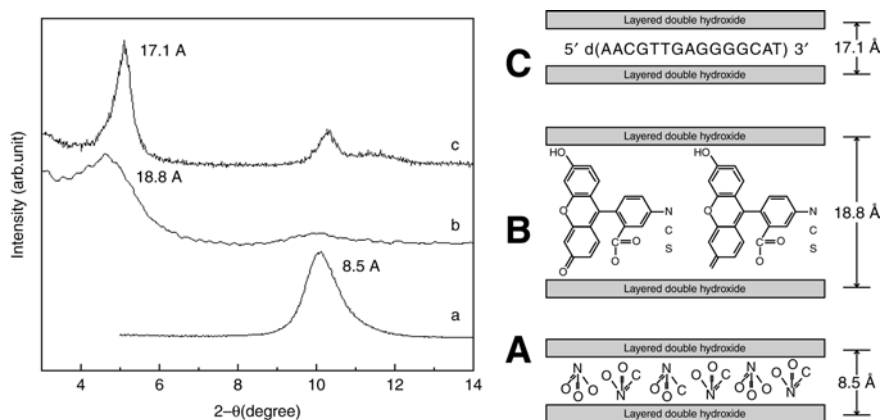 17.1 A
c
18.8 A
b
8.5 A
a
Intensity (arb.unit)
4 6 8 10 12 14
2–θ(degree)
C
Layered double hydroxide
5′ d(AACGTTGAGGGGCAT) 3′
Layered double hydroxide
17.1 Å
B
Layered double hydroxide
HO HO
O N O N
C C
S S
C=O C=O
O O
O
Layered double hydroxide
18.8 Å
A
Layered double hydroxide
N O O C N O O C N O O C
O O O N O C O N O C O N C
Layered double hydroxide
8.5 Å